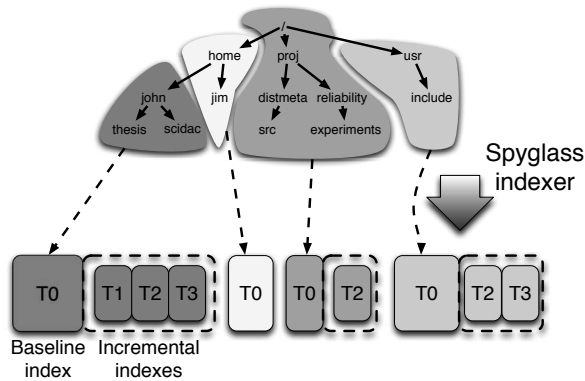 /
home proj usr
john jim distmeta reliability include
thesis scidac src experiments
Spyglass
indexer
T0 T1 T2 T3 T0 T0 T2 T0 T2 T3
Baseline Incremental
index indexes